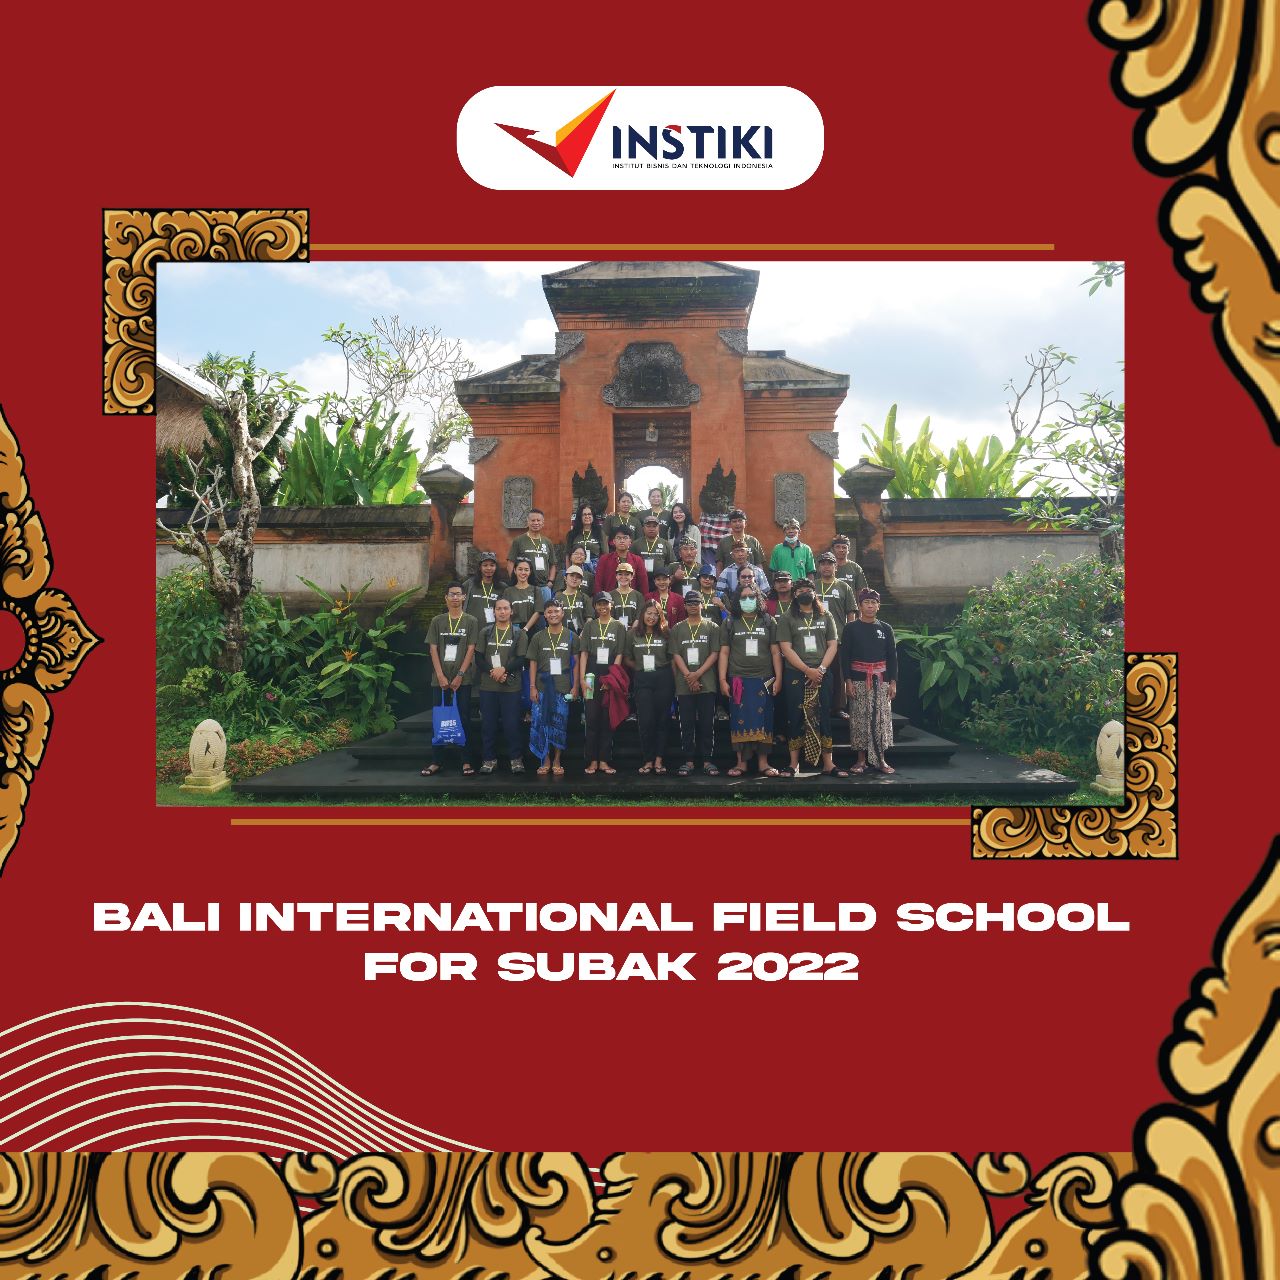 INSTIKI
INSTITUT BISNIS DAN TEKNOLOGI INDONESIA
BALI INTERNATIONAL FIELD SCHOOL
FOR SUBAK 2022